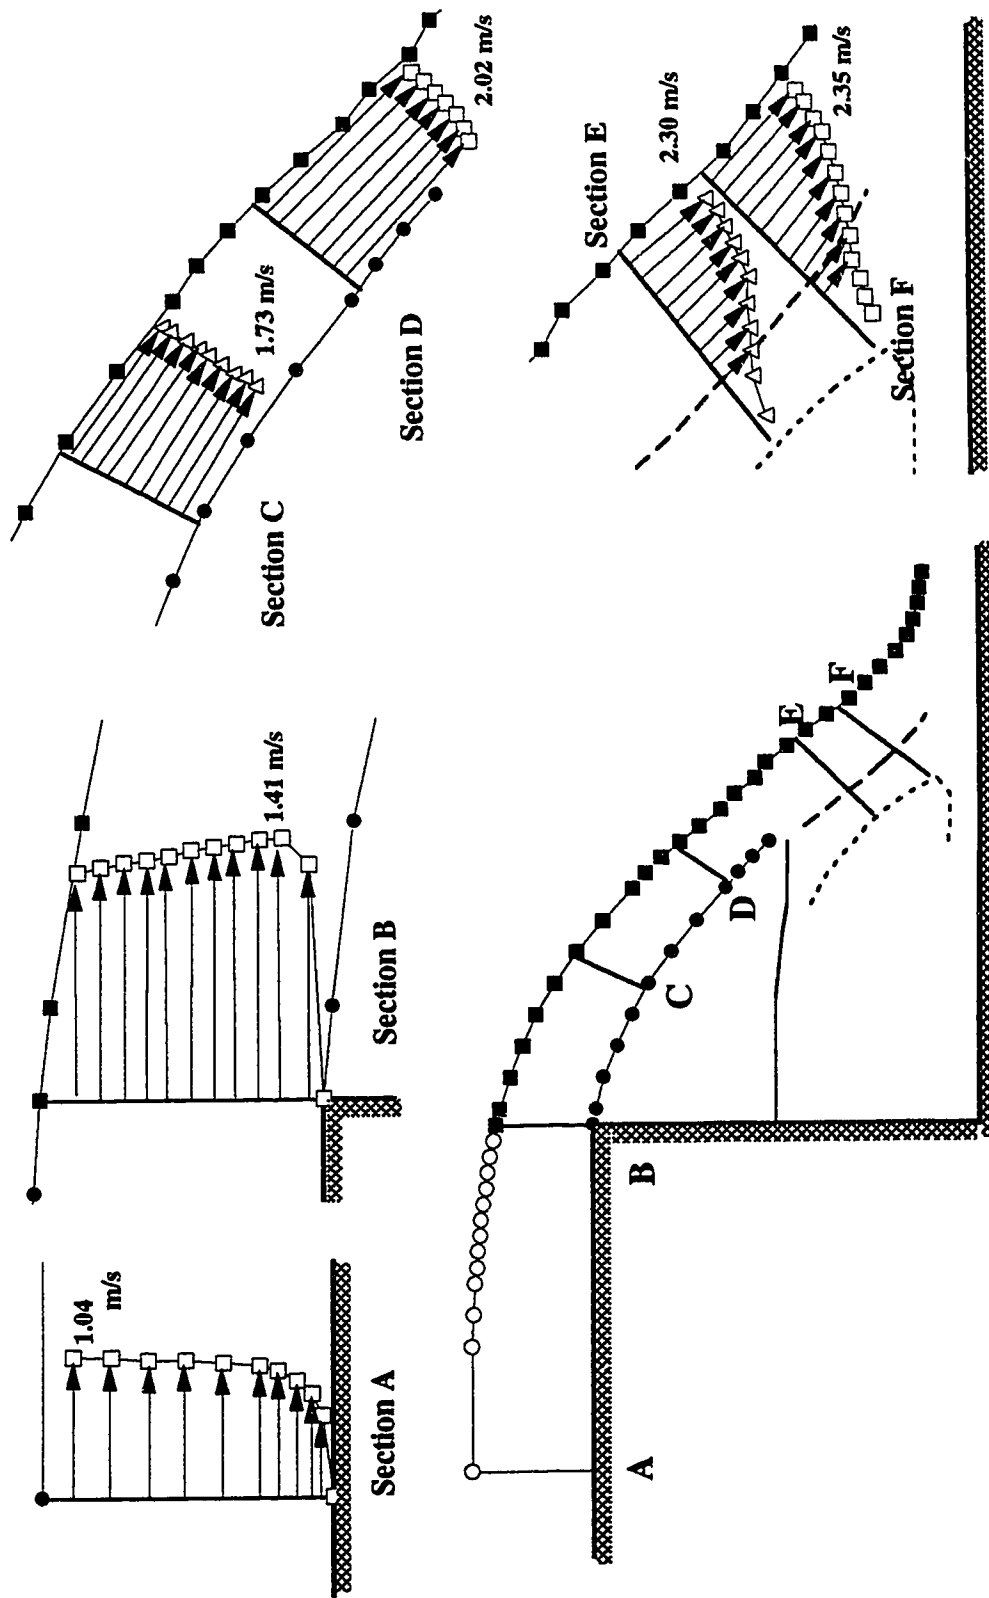 1.04
m/s
Section A
1.41 m/s
Section B
1.73 m/s
Section C
2.02 m/s
Section D
Section E
2.30 m/s
2.35 m/s
Section F
A
B
C
D
E
F